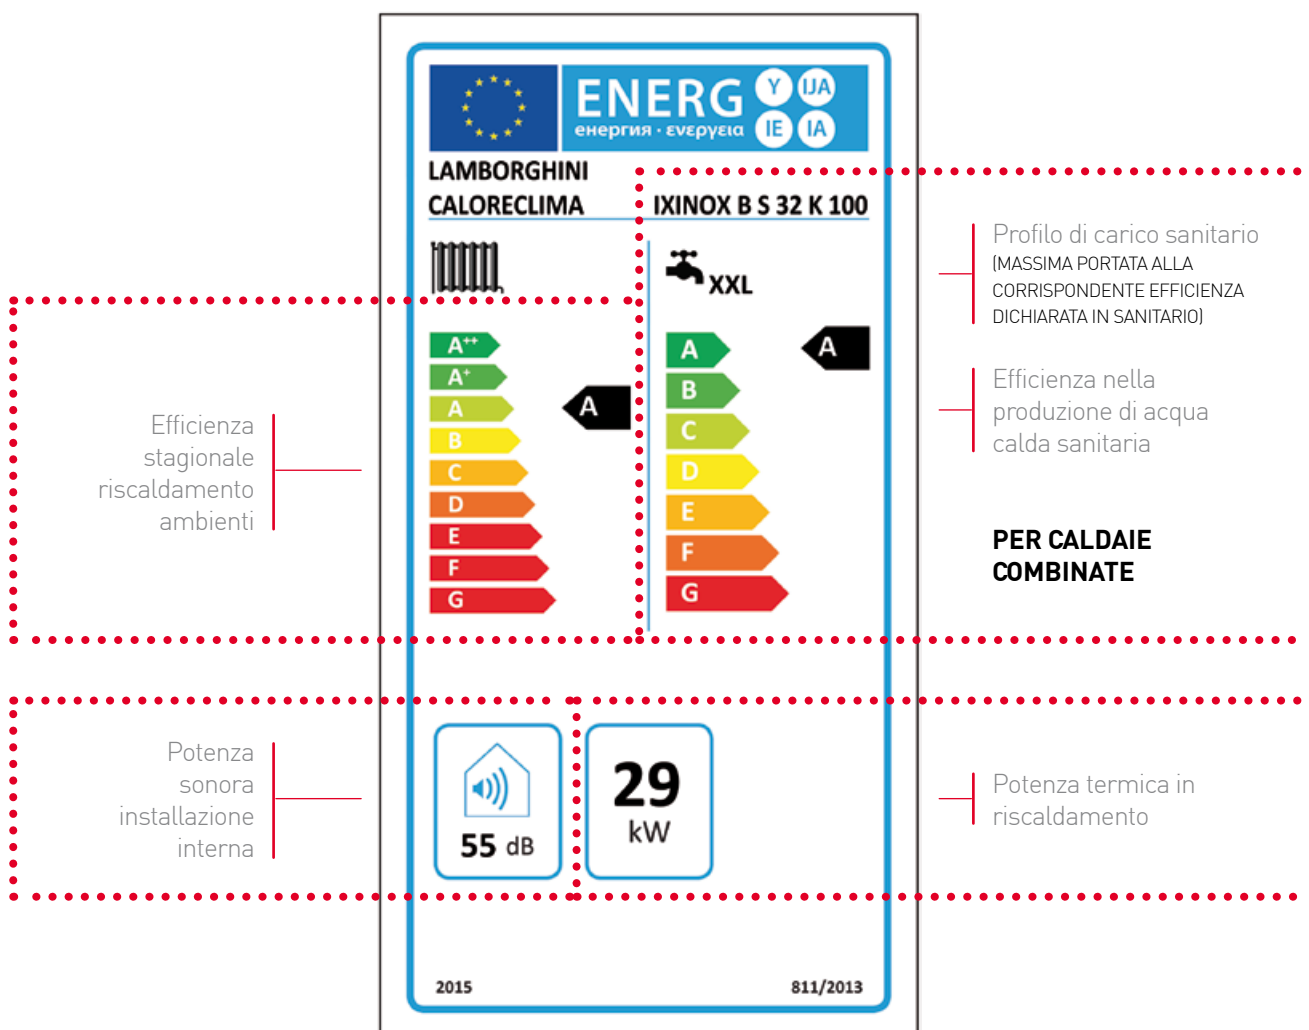 ENERG
енергия · ενεργεια
Y IJA
IE IA
LAMBORGHINI
CALORECLIMA
IXINOX B S 32 K 100
XXL
A++
A+
A
B
C
D
E
F
G
A
A
B
C
D
E
F
G
A
Efficienza
stagionale
riscaldamento
ambienti
Profilo di carico sanitario
(MASSIMA PORTATA ALLA
CORRISPONDENTE EFFICIENZA
DICHIARATA IN SANITARIO)
Efficienza nella
produzione di acqua
calda sanitaria
PER CALDAIE
COMBINATE
Potenza
sonora
installazione
interna
55 dB
29
kW
Potenza termica in
riscaldamento
2015
811/2013